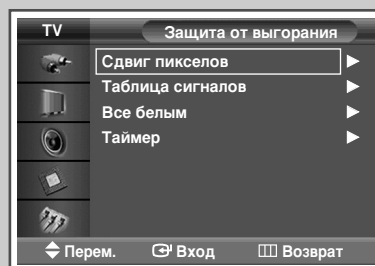 TV Защита от выгорания
Сдвиг пикселов
Таблица сигналов
Все белым
Таймер
Перем. Вход Возврат